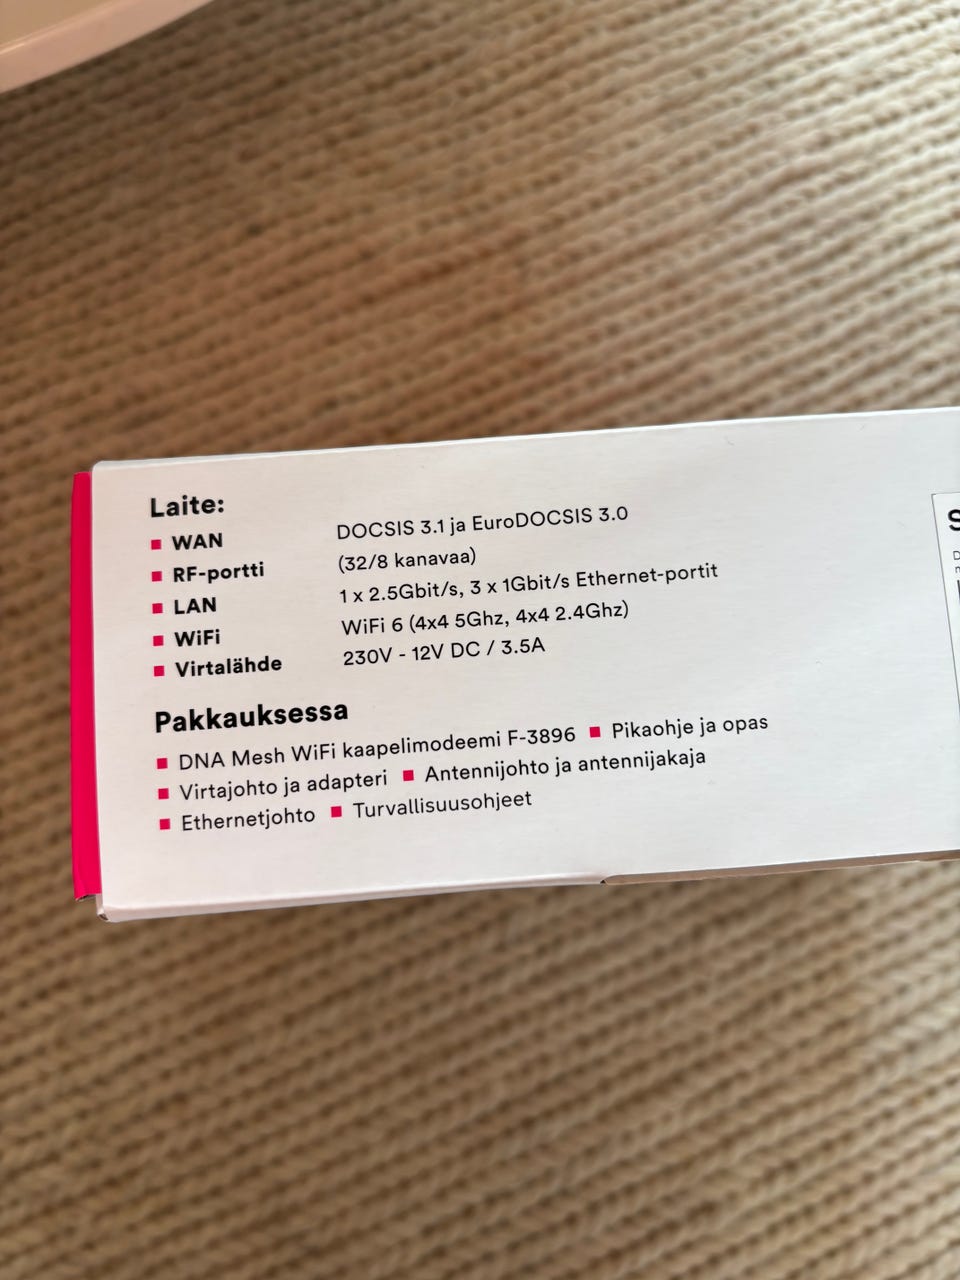 Laite:
WAN DOCSIS 3.1 ja EuroDOCSIS 3.0
RF-portti (32/8 kanavaa)
LAN 1 x 2.5Gbit/s, 3 x 1Gbit/s Ethernet-portit
WiFi WiFi 6 (4x4 5Ghz, 4x4 2.4Ghz)
Virtalähde 230V - 12V DC / 3.5A
Pakkauksessa
DNA Mesh WiFi kaapelimodeemi F-3896 ■ Pikaohje ja opas
Virtajohto ja adapteri ■ Antennijohto ja antennijakaja
Ethernetjohto ■ Turvallisuusohjeet